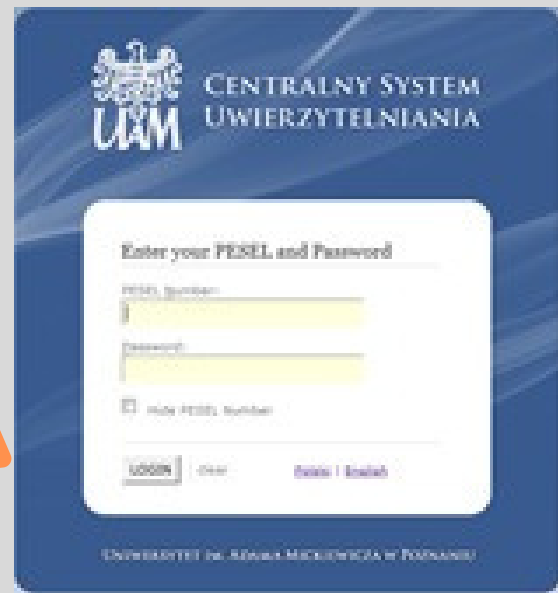 UAM
CENTRALNY SYSTEM
UWIERZYTELNIANIA
Enter your PESEL and Password
PESEL Number:
Password:
Hide PESEL Number
LOGIN clear
Polski | English
UNIWERSYTET IM. ADAMA MICKIEWICZA W POZNANIU